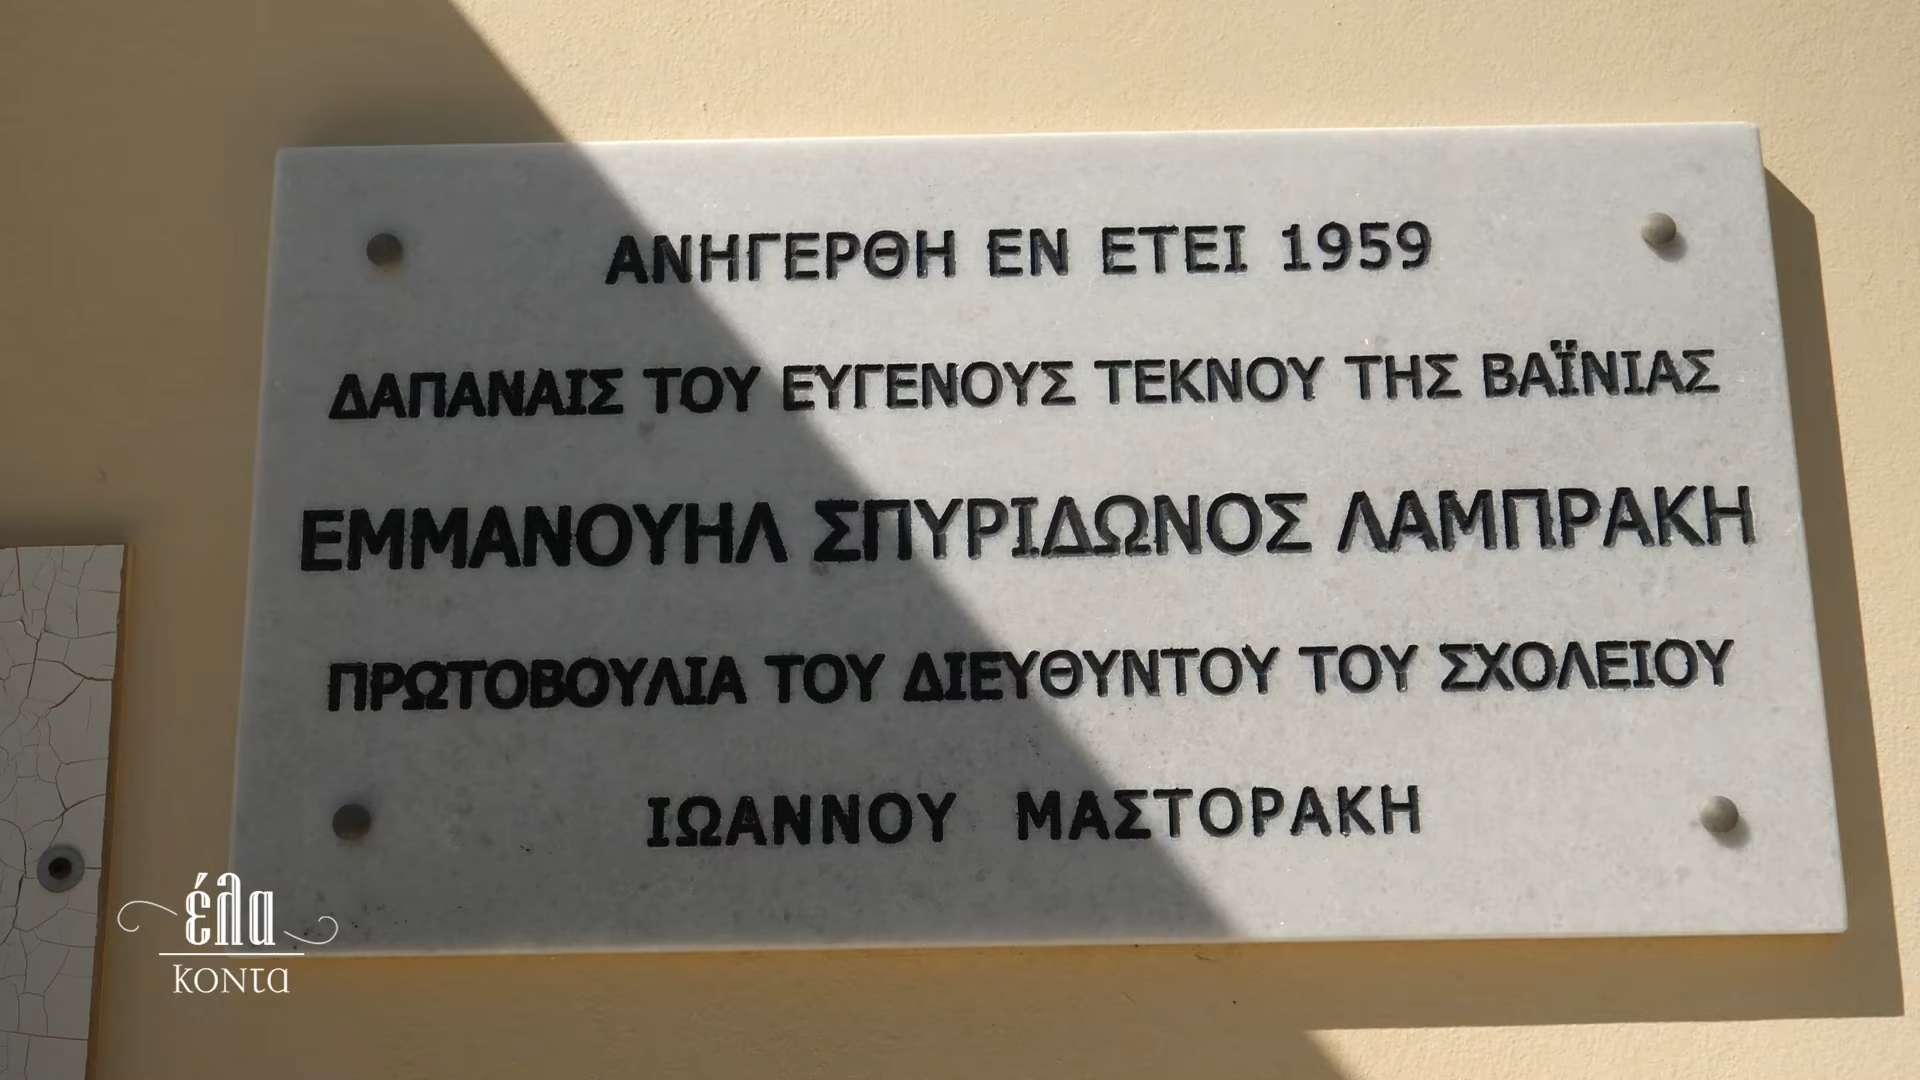 ΑΝΗΓΕΡΘΗ ΕΝ ΕΤΕΙ 1959
ΔΑΠΑΝΑΙΣ ΤΟΥ ΕΥΓΕΝΟΥΣ ΤΕΚΝΟΥ ΤΗΣ ΒΑΪΝΙΑΣ
ΕΜΜΑΝΟΥΗΛ ΣΠΥΡΙΔΩΝΟΣ ΛΑΜΠΡΑΚΗ
ΠΡΩΤΟΒΟΥΛΙΑ ΤΟΥ ΔΙΕΥΘΥΝΤΟΥ ΤΟΥ ΣΧΟΛΕΙΟΥ
ΙΩΑΝΝΟΥ ΜΑΣΤΟΡΑΚΗ
έλα
κοντα